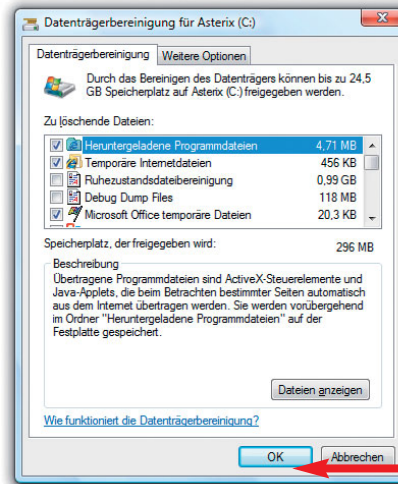 Datenträgerbereinigung für Asterix (C:)
Datenträgerbereinigung Weitere Optionen
Durch das Bereinigen des Datenträgers können bis zu 24,5
GB Speicherplatz auf Asterix (C:) freigegeben werden.
Zu löschende Dateien:
Heruntergeladene Programmdateien 4,71 MB
Temporäre Internetdateien 456 KB
Ruhezustandsdateibereinigung 0,99 GB
Debug Dump Files 118 MB
Microsoft Office temporäre Dateien 20,3 KB
Speicherplatz, der freigegeben wird: 296 MB
Beschreibung
Übertragene Programmdateien sind ActiveX-Steuerelemente und
Java-Applets, die beim Betrachten bestimmter Seiten automatisch
aus dem Internet übertragen werden. Sie werden vorübergehend
im Ordner "Heruntergeladene Programmdateien" auf der
Festplatte gespeichert.
Dateien anzeigen
Wie funktioniert die Datenträgerbereinigung?
OK Abbrechen